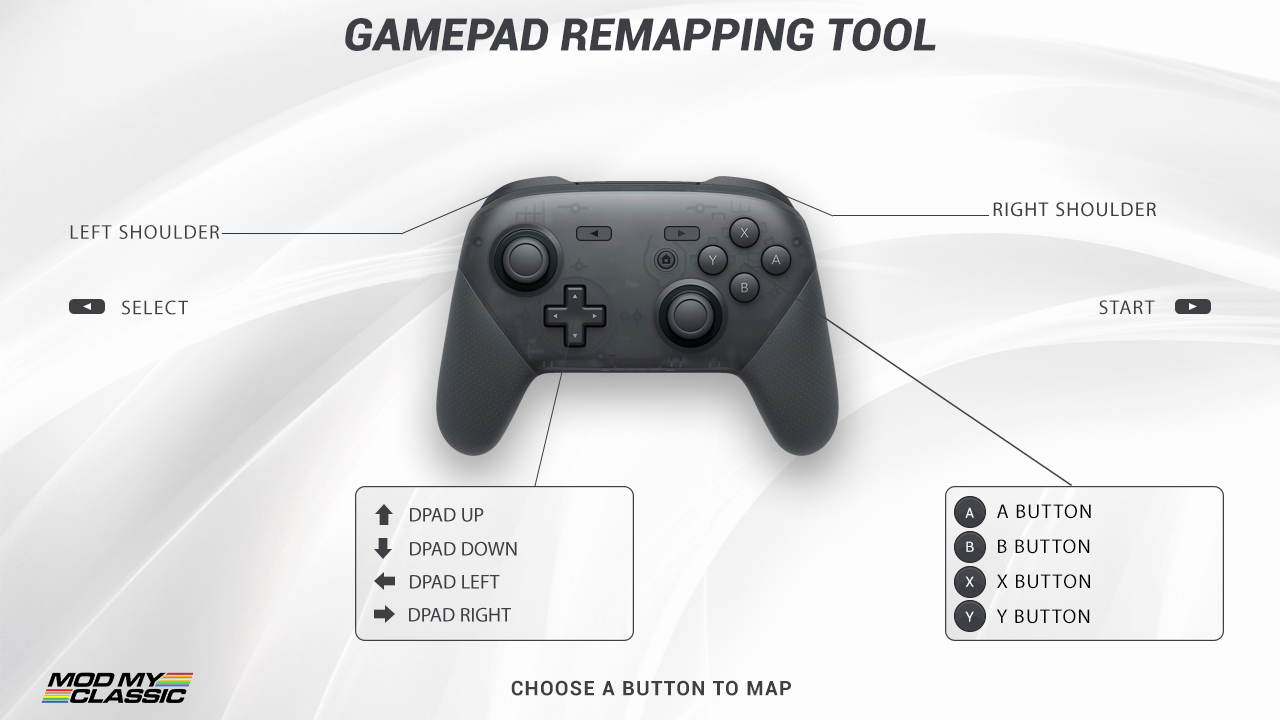 GAMEPAD REMAPPING TOOL
RIGHT SHOULDER
LEFT SHOULDER
X
Y
A
B
SELECT
START
DPAD UP
DPAD DOWN
DPAD LEFT
DPAD RIGHT
A A BUTTON
B B BUTTON
X X BUTTON
Y Y BUTTON
MOD MY
CLASSIC
CHOOSE A BUTTON TO MAP